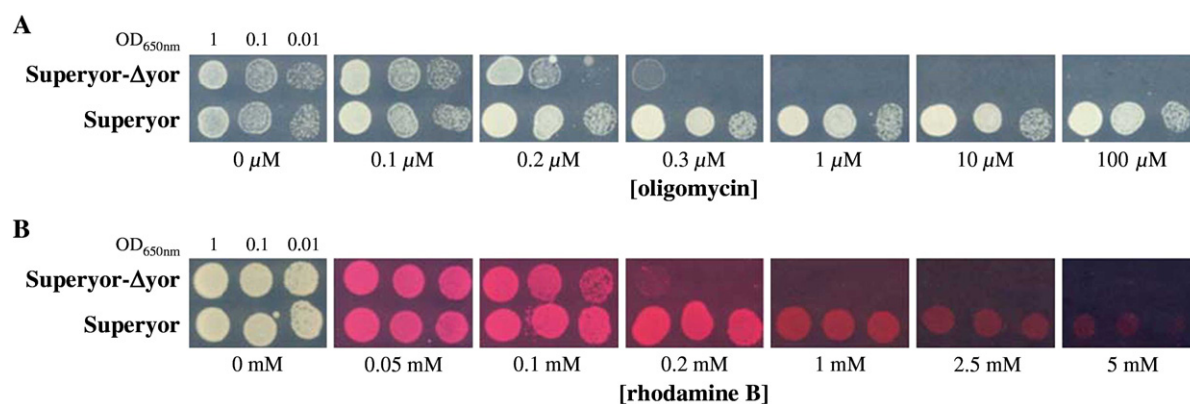 A
OD650nm 1 0.1 0.01
Superyor-Δyor
Superyor
0 μM 0.1 μM 0.2 μM 0.3 μM 1 μM 10 μM 100 μM
[oligomycin]
B
OD650nm 1 0.1 0.01
Superyor-Δyor
Superyor
0 mM 0.05 mM 0.1 mM 0.2 mM 1 mM 2.5 mM 5 mM
[rhodamine B]